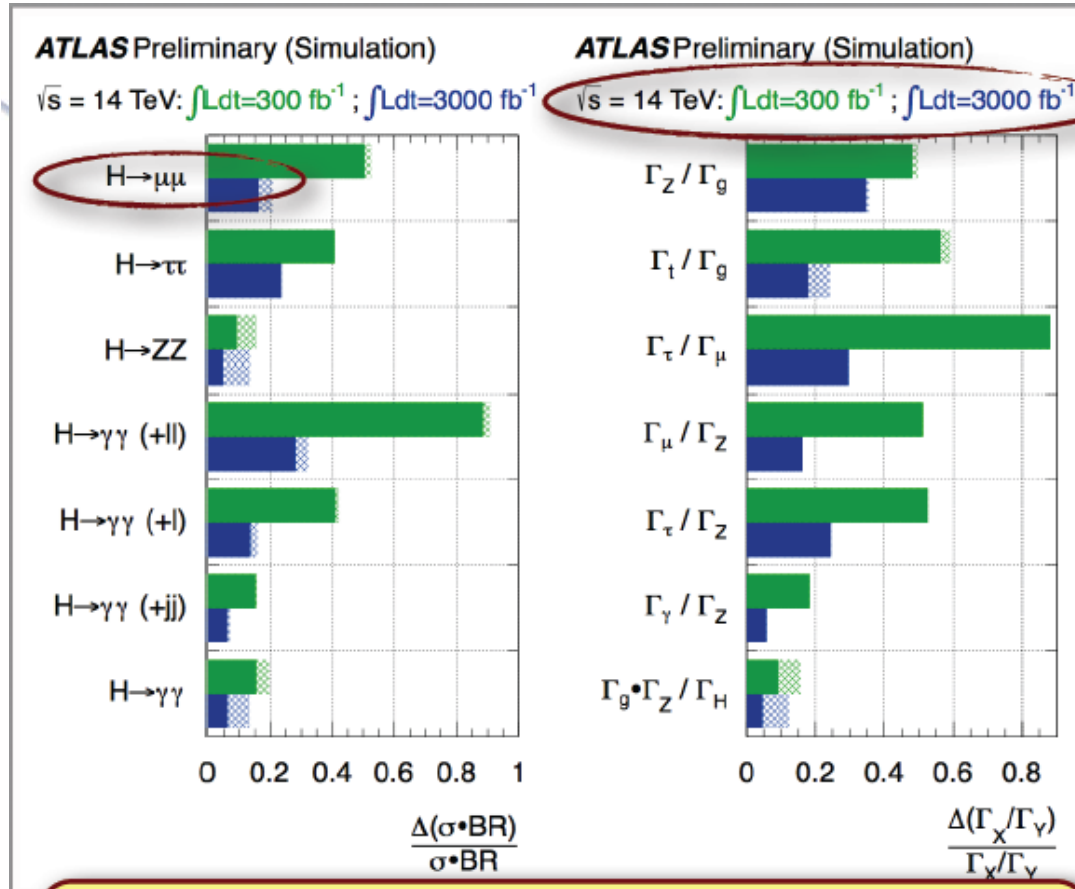 ATLAS Preliminary (Simulation)
√s = 14 TeV: ∫Ldt=300 fb⁻¹ ; ∫Ldt=3000 fb⁻¹
H→μμ
H→ττ
H→ZZ
H→γγ (+ll)
H→γγ (+l)
H→γγ (+jj)
H→γγ
0 0.2 0.4 0.6 0.8 1
Δ(σ•BR)
σ•BR
ATLAS Preliminary (Simulation)
√s = 14 TeV: ∫Ldt=300 fb⁻¹ ; ∫Ldt=3000 fb⁻¹
Γ_Z / Γ_g
Γ_t / Γ_g
Γ_τ / Γ_μ
Γ_μ / Γ_Z
Γ_τ / Γ_Z
Γ_γ / Γ_Z
Γ_g•Γ_Z / Γ_H
0 0.2 0.4 0.6 0.8
Δ(Γ_X/Γ_Y)
Γ_X/Γ_Y